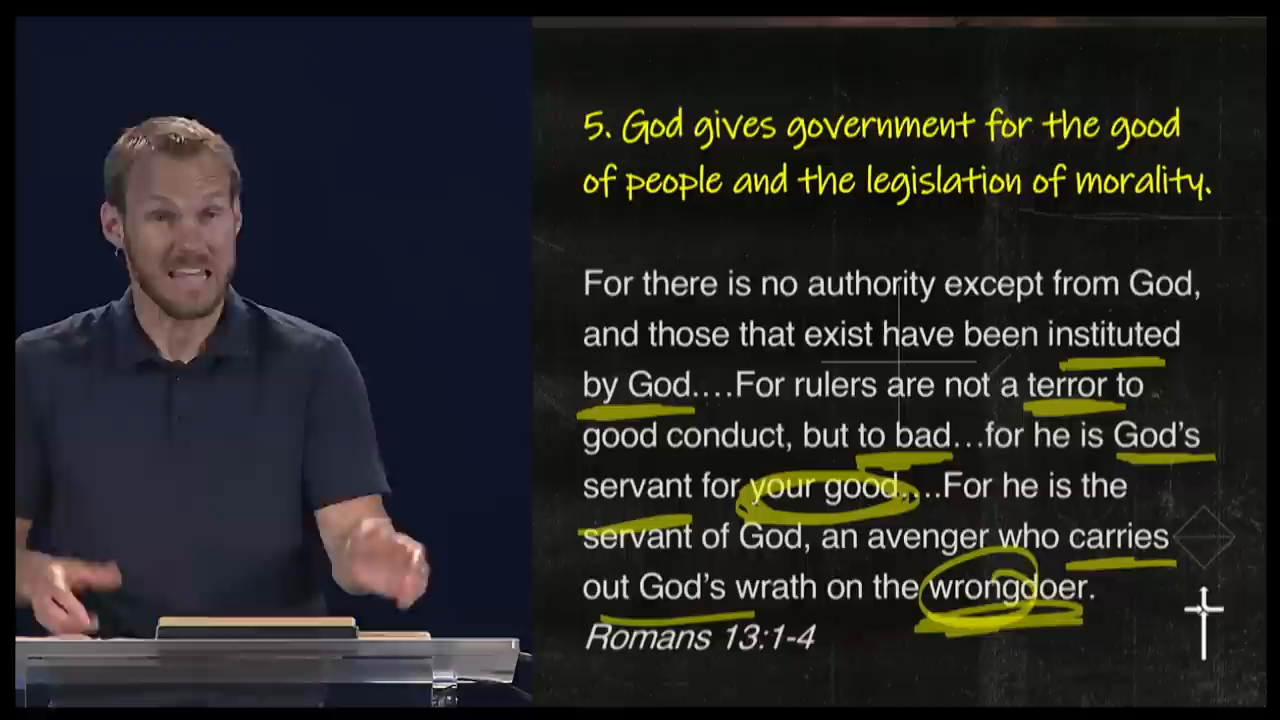 5. God gives government for the good
of people and the legislation of morality.
For there is no authority except from God,
and those that exist have been instituted
by God....For rulers are not a terror to
good conduct, but to bad...for he is God's
servant for your good....For he is the
servant of God, an avenger who carries
out God's wrath on the wrongdoer.
Romans 13:1-4